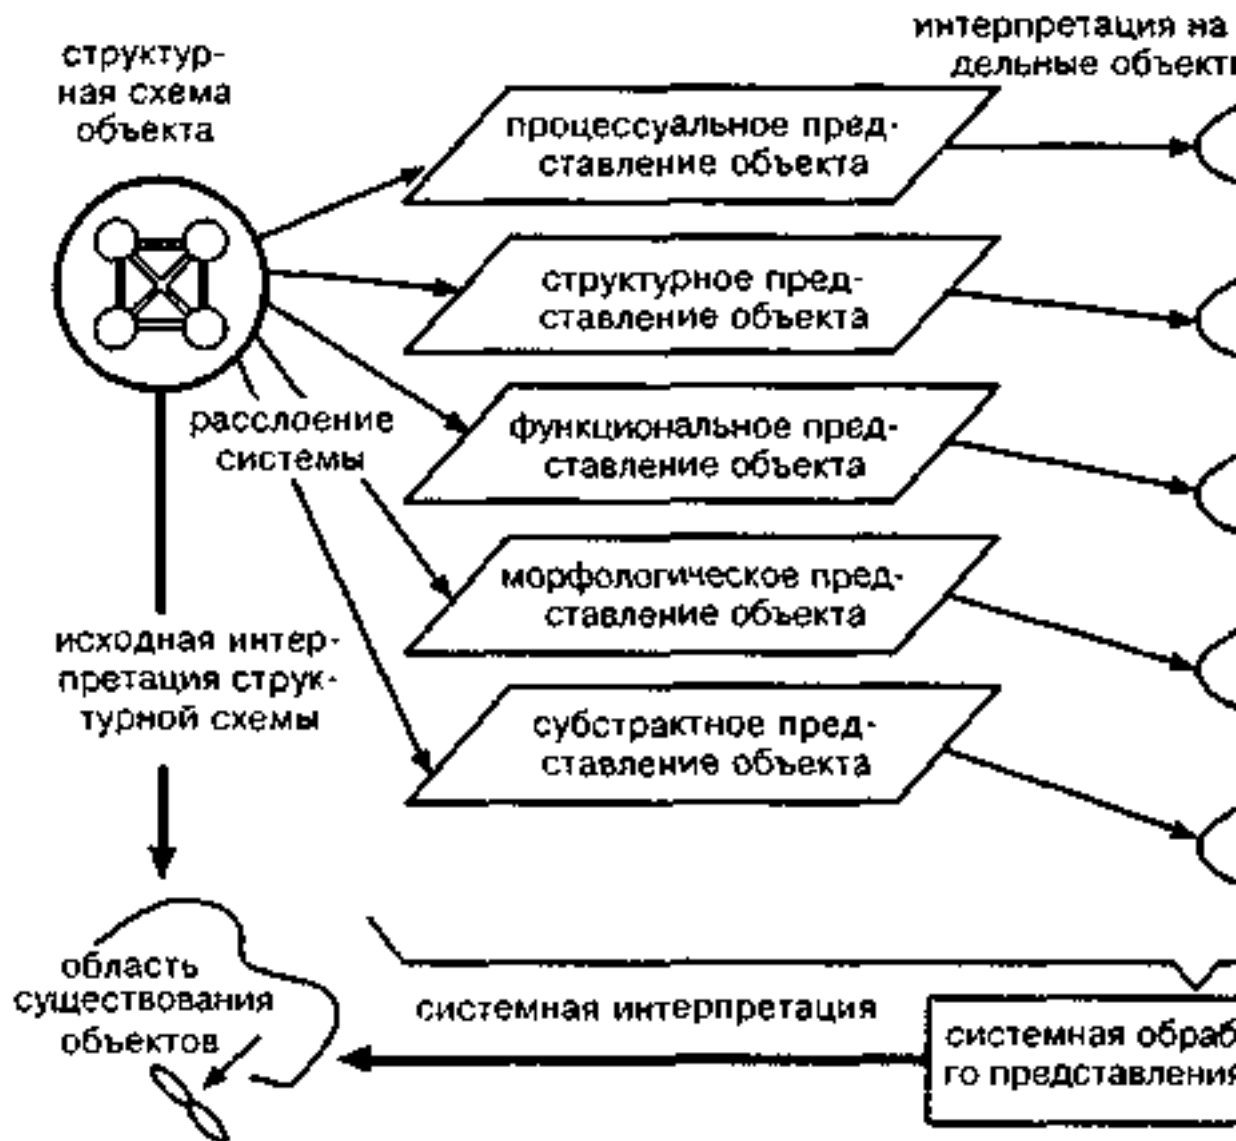 структур-
ная схема
объекта
интерпретация на
дельные объект
процессуальное пред-
ставление объекта
структурное пред-
ставление объекта
расслоение
системы
функциональное пред-
ставление объекта
морфологическое пред-
ставление объекта
исходная интер-
претация струк-
турной схемы
субстрактное пред-
ставление объекта
область
существования
объектов
системная интерпретация
системная обраб
го представления